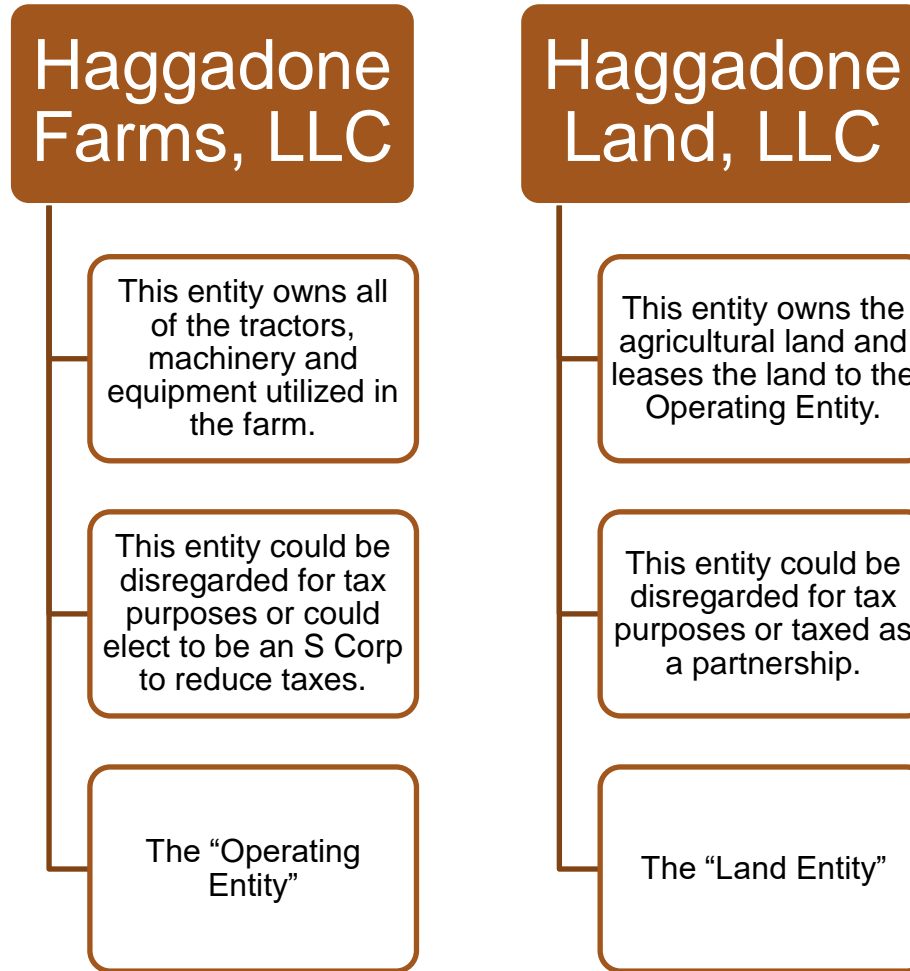 Haggadone
Farms, LLC
This entity owns all
of the tractors,
machinery and
equipment utilized in
the farm.
This entity could be
disregarded for tax
purposes or could
elect to be an S Corp
to reduce taxes.
The “Operating
Entity”
Haggadone
Land, LLC
This entity owns the
agricultural land and
leases the land to the
Operating Entity.
This entity could be
disregarded for tax
purposes or taxed as
a partnership.
The “Land Entity”